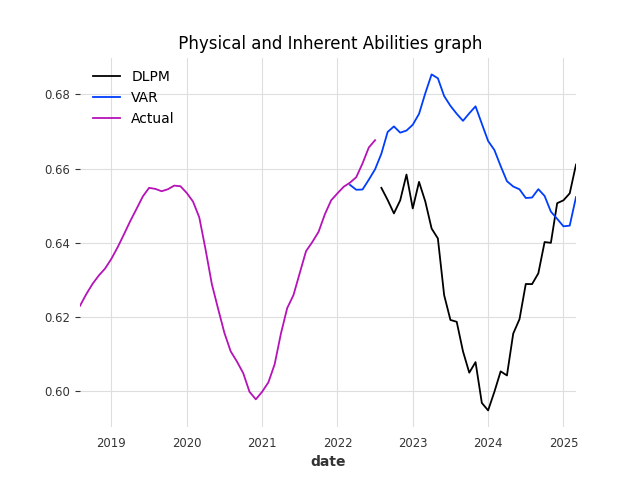 Physical and Inherent Abilities graph
DLPM
VAR
Actual
0.68
0.66
0.64
0.62
0.60
2019 2020 2021 2022 2023 2024 2025
date